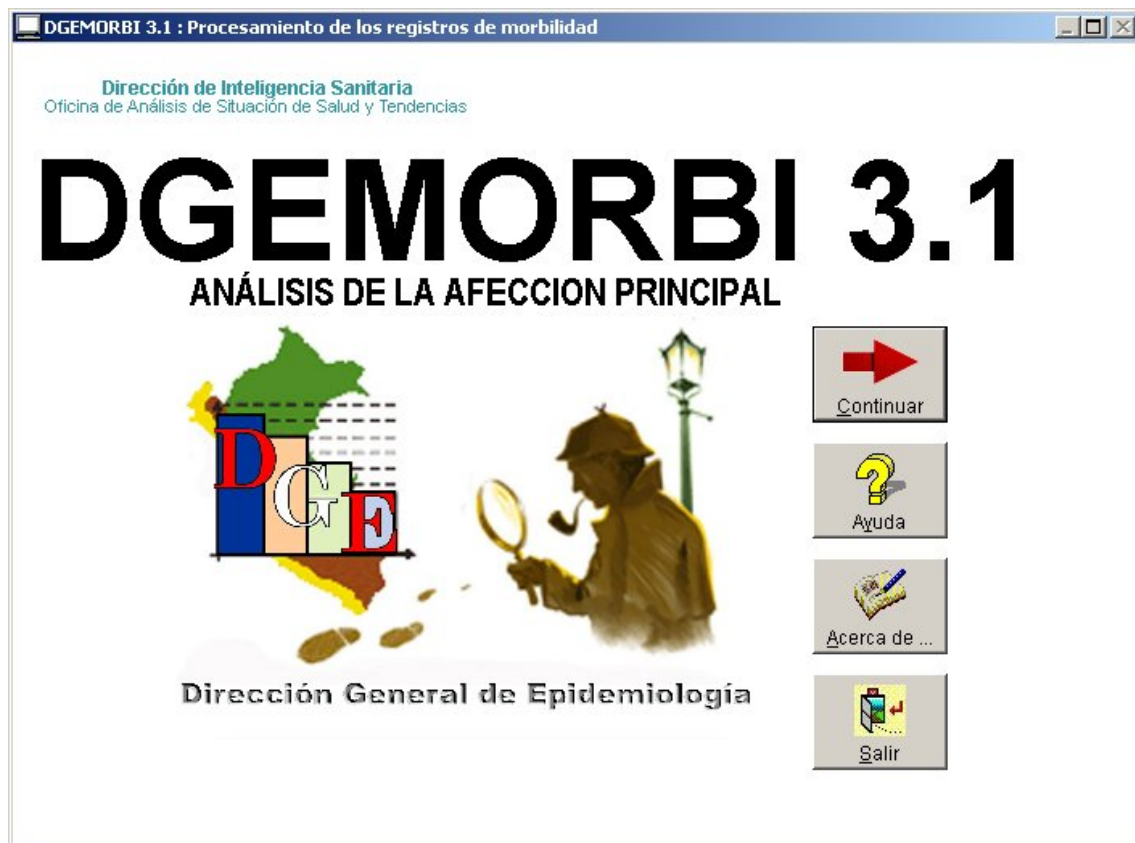 DGEMORBI 3.1 : Procesamiento de los registros de morbilidad
Dirección de Inteligencia Sanitaria
Oficina de Análisis de Situación de Salud y Tendencias
DGEMORBI 3.1
ANÁLISIS DE LA AFECCION PRINCIPAL
Continuar
DGE
Ayuda
Acerca de ...
Dirección General de Epidemiología
Salir